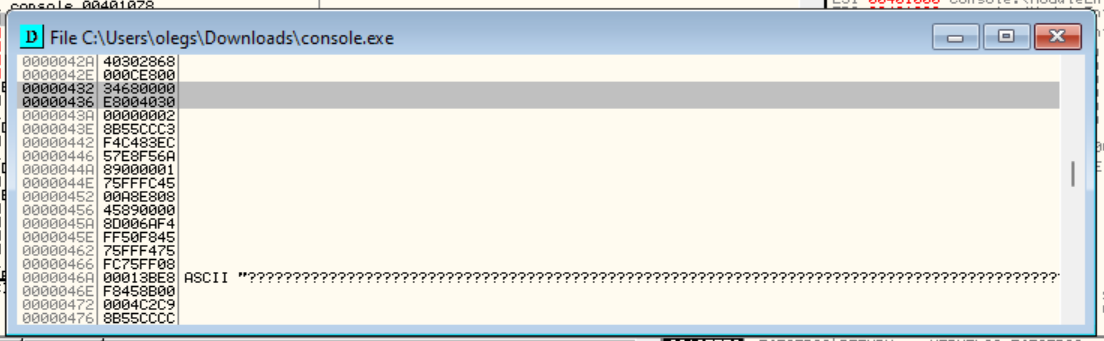 console 00401078
File C:\Users\olegs\Downloads\console.exe
0000042A 40302868
0000042E 000CE800
00000432 34680000
00000436 E8004030
0000043A 00000002
0000043E 8B55CCC3
00000442 F4C483EC
00000446 57E8F56A
0000044A 89000001
0000044E 75FFFC45
00000452 00A8E808
00000456 45890000
0000045A 8D006AF4
0000045E FF50F845
00000462 75FFF475
00000466 FC75FF08
0000046A 00013BE8 ASCII "??????????????????????????????????????????????????????????????????????????????????????????
0000046E F8458B00
00000472 0004C2C9
00000476 8B55CCCC